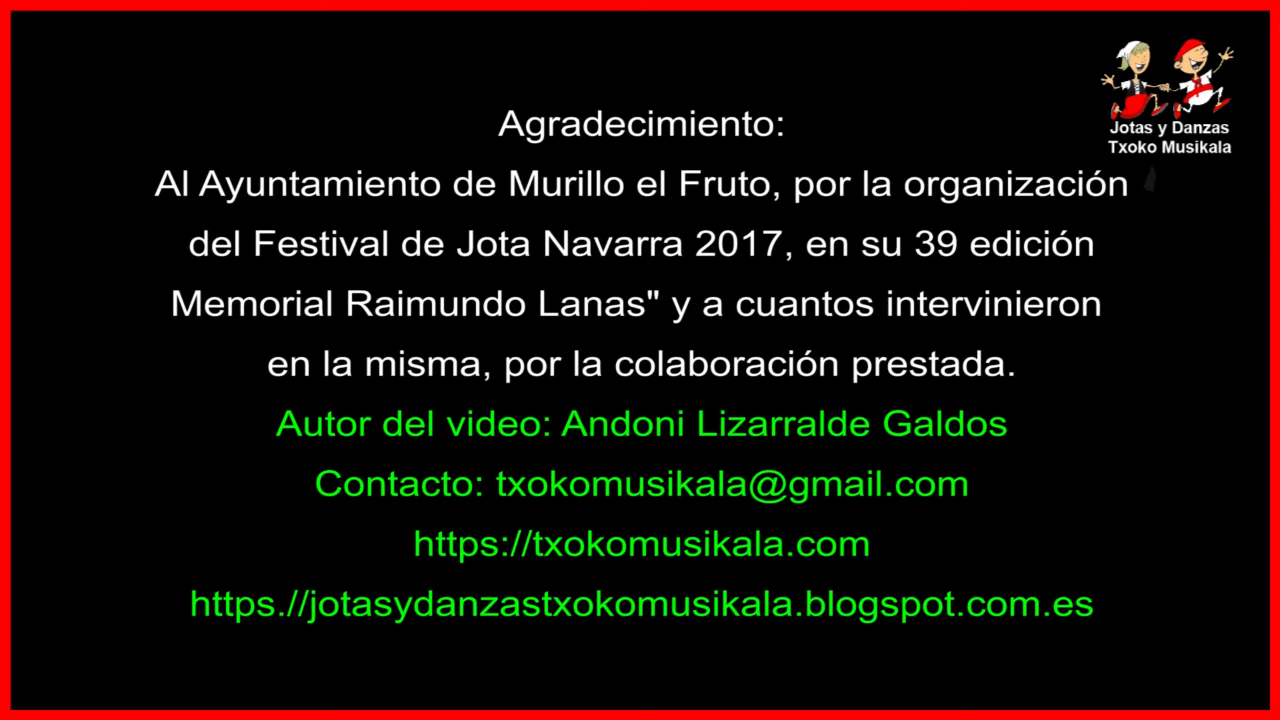 Jotas y Danzas
Txoko Musikala
Agradecimiento:
Al Ayuntamiento de Murillo el Fruto, por la organización
del Festival de Jota Navarra 2017, en su 39 edición
Memorial Raimundo Lanas" y a cuantos intervinieron
en la misma, por la colaboración prestada.
Autor del video: Andoni Lizarralde Galdos
Contacto: txokomusikala@gmail.com
https://txokomusikala.com
https.//jotasydanzastxokomusikala.blogspot.com.es